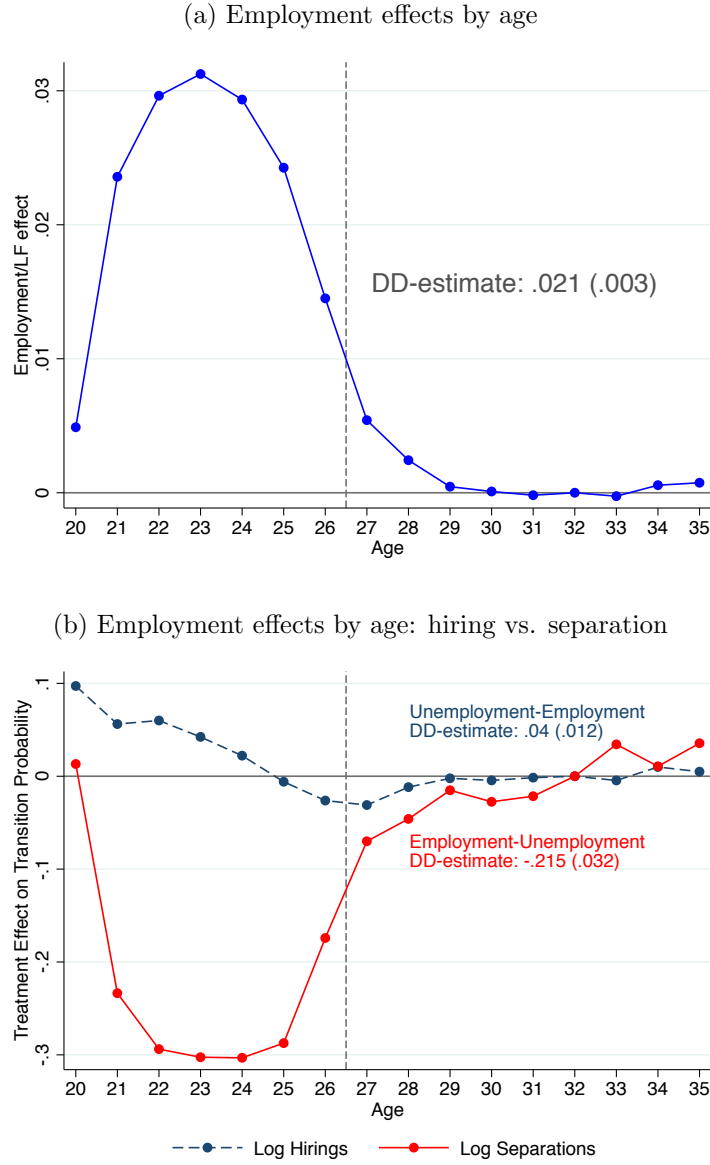 (a) Employment effects by age
Employment/LF effect
.03
.02
.01
0
DD-estimate: .021 (.003)
20 21 22 23 24 25 26 27 28 29 30 31 32 33 34 35
Age
(b) Employment effects by age: hiring vs. separation
Treatment Effect on Transition Probability
.1
0
-.1
-.2
-.3
Unemployment-Employment
DD-estimate: .04 (.012)
Employment-Unemployment
DD-estimate: -.215 (.032)
20 21 22 23 24 25 26 27 28 29 30 31 32 33 34 35
Age
Log Hirings Log Separations